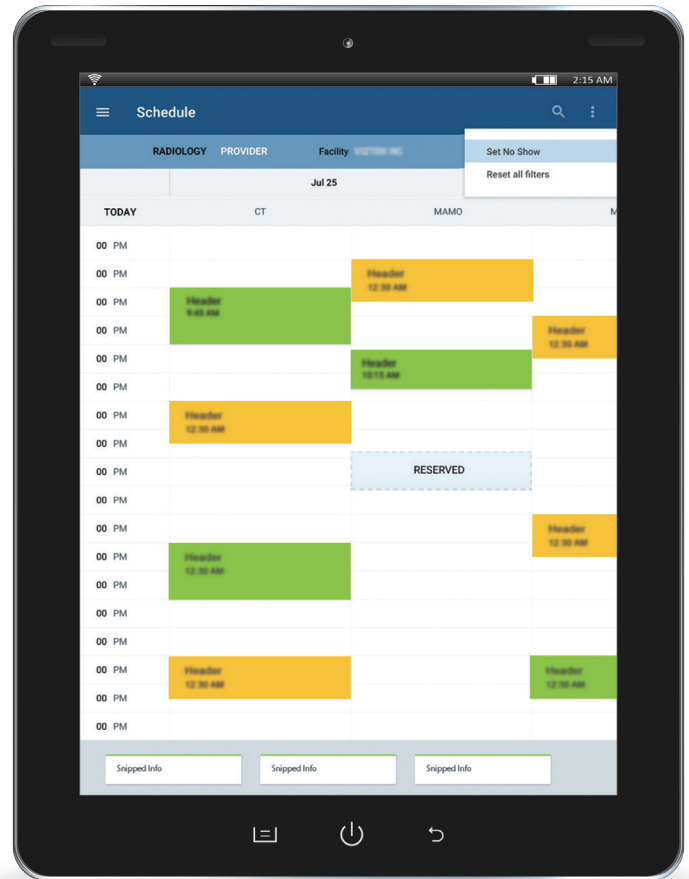 2:15 AM
Schedule
RADIOLOGY PROVIDER Facility
Set No Show
Reset all filters
Jul 25
TODAY CT MAMO M
00 PM
00 PM
Header
12:30 AM
00 PM
Header
9:45 AM
00 PM
Header
12:30 AM
00 PM
Header
10:15 AM
00 PM
00 PM
Header
12:30 AM
00 PM
00 PM
RESERVED
00 PM
00 PM
Header
12:30 AM
00 PM
Header
12:30 AM
00 PM
00 PM
00 PM
00 PM
Header
12:30 AM
Header
12:30 AM
00 PM
00 PM
Snipped Info Snipped Info Snipped Info